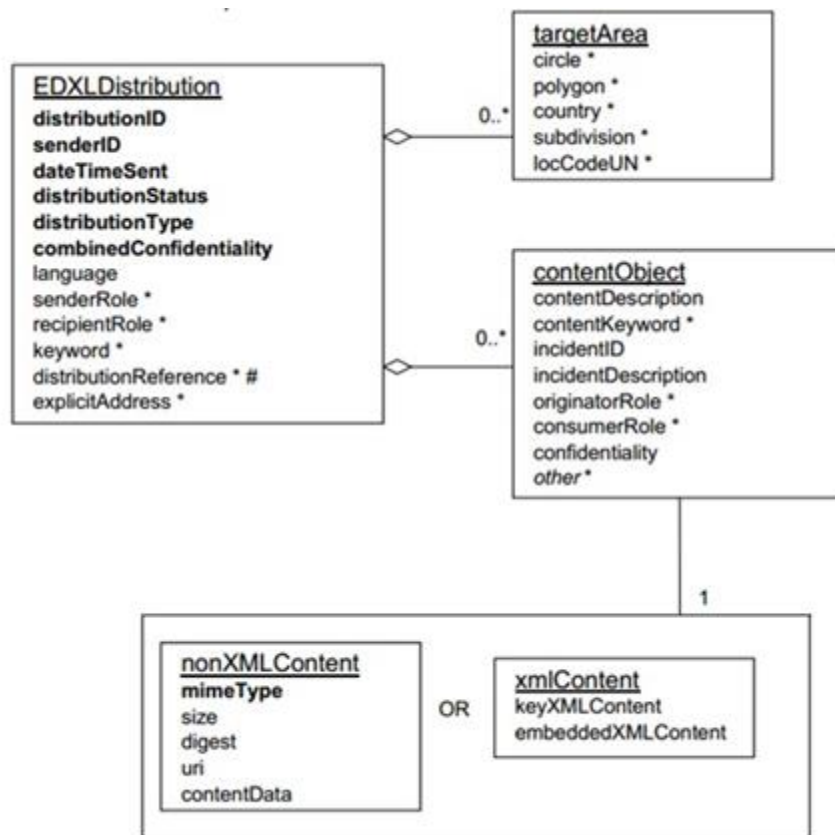 EDXLDistribution
distributionID
senderID
dateTimeSent
distributionStatus
distributionType
combinedConfidentiality
language
senderRole *
recipientRole *
keyword *
distributionReference * #
explicitAddress *
0..*
targetArea
circle *
polygon *
country *
subdivision *
locCodeUN *
0..*
contentObject
contentDescription
contentKeyword *
incidentID
incidentDescription
originatorRole *
consumerRole *
confidentiality
other *
1
nonXMLContent
mimeType
size
digest
uri
contentData
OR
xmlContent
keyXMLContent
embeddedXMLContent